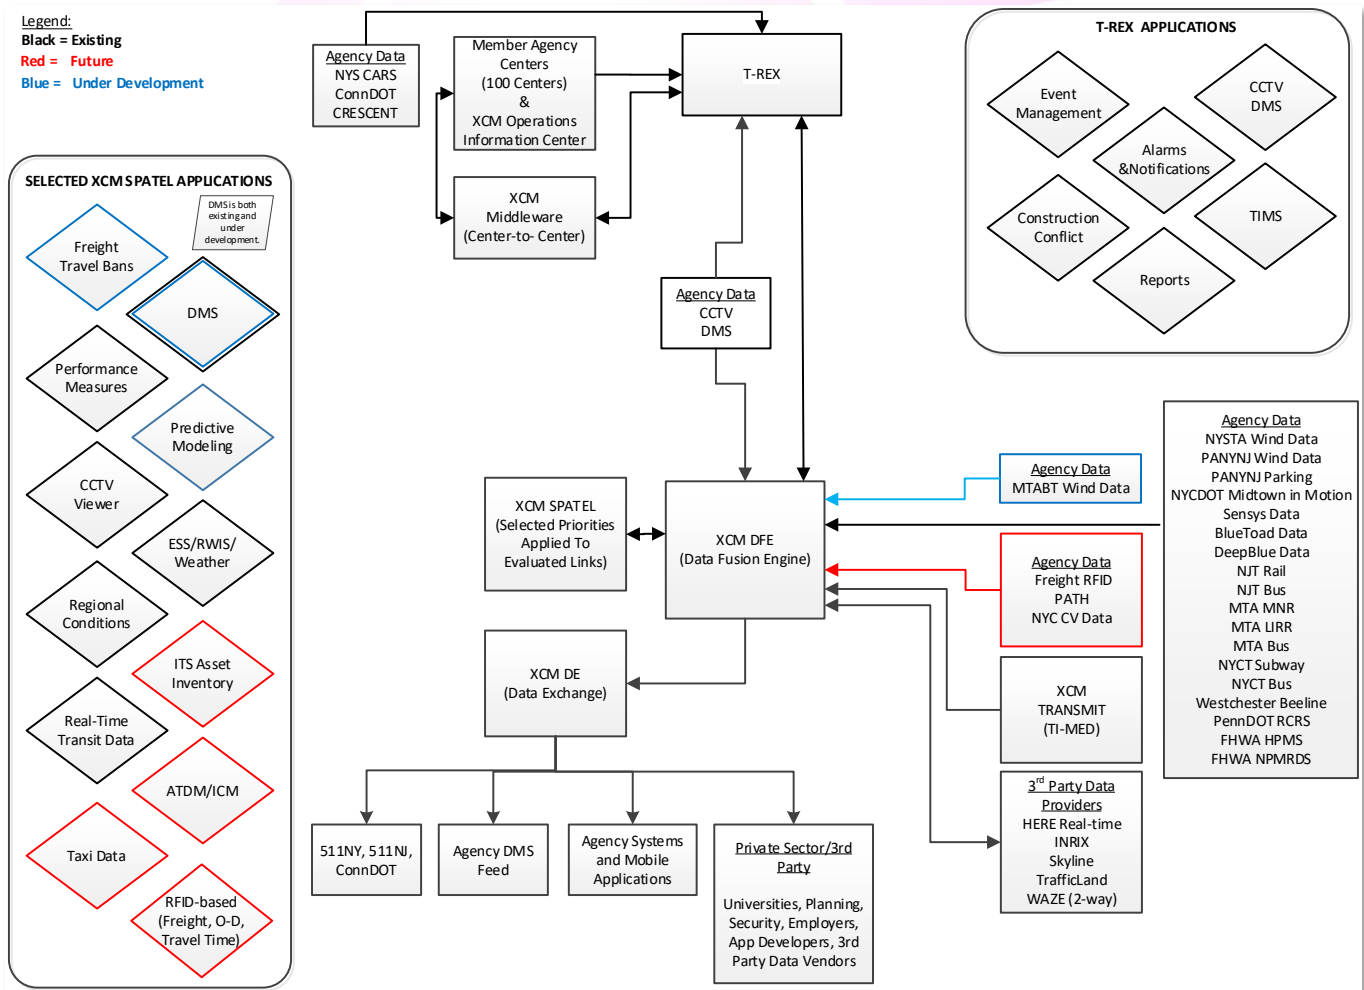 Legend:
Black = Existing
Red = Future
Blue = Under Development
Agency Data
NYS CARS
ConnDOT
CRESCENT
Member Agency
Centers
(100 Centers)
&
XCM Operations
Information Center
T-REX
XCM
Middleware
(Center-to- Center)
T-REX APPLICATIONS
Event
Management
CCTV
DMS
Alarms
&Notifications
Construction
Conflict
TIMS
Reports
SELECTED XCM SPATEL APPLICATIONS
DMS is both
existing and
under
development.
Freight
Travel Bans
DMS
Performance
Measures
Predictive
Modeling
CCTV
Viewer
ESS/RWIS/
Weather
Regional
Conditions
ITS Asset
Inventory
Real-Time
Transit Data
ATDM/ICM
Taxi Data
RFID-based
(Freight, O-D,
Travel Time)
Agency Data
CCTV
DMS
XCM SPATEL
(Selected Priorities
Applied To
Evaluated Links)
XCM DFE
(Data Fusion Engine)
XCM DE
(Data Exchange)
511NY, 511NJ,
ConnDOT
Agency DMS
Feed
Agency Systems
and Mobile
Applications
Private Sector/3rd
Party
Universities, Planning,
Security, Employers,
App Developers, 3rd
Party Data Vendors
Agency Data
MTABT Wind Data
Agency Data
Freight RFID
PATH
NYC CV Data
XCM
TRANSMIT
(TI-MED)
3rd Party Data
Providers
HERE Real-time
INRIX
Skyline
TrafficLand
WAZE (2-way)
Agency Data
NYSTA Wind Data
PANYNJ Wind Data
PANYNJ Parking
NYCDOT Midtown in Motion
Sensys Data
BlueToad Data
DeepBlue Data
NJT Rail
NJT Bus
MTA MNR
MTA LIRR
MTA Bus
NYCT Subway
NYCT Bus
Westchester Beeline
PennDOT RCRS
FHWA HPMS
FHWA NPMRDS